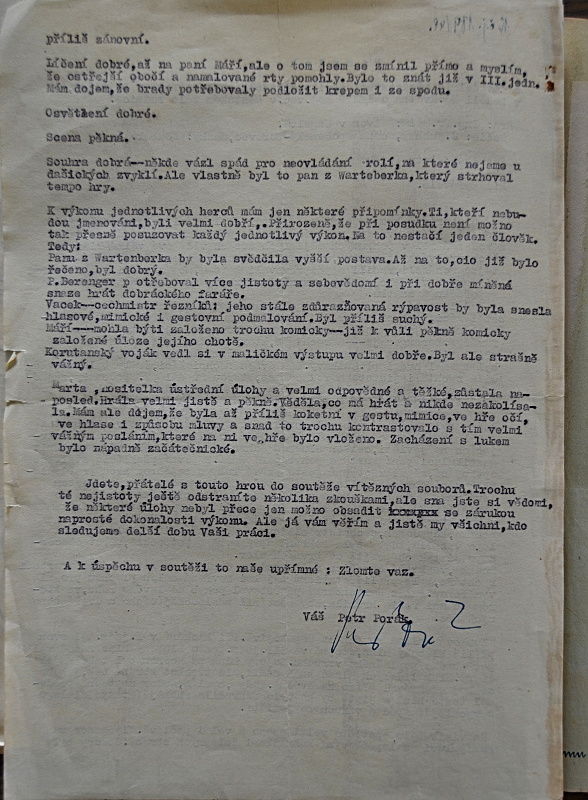 příliš zánovní.
Líčení dobré, až na paní Máří, ale o tom jsem se zmínil přímo a myslím,
že ostřejší obočí a namalované rty pomohly. Bylo to znát již v III. jedn.
Mám dojem, že brady potřebovaly podložit krepem i ze spodu.
Osvětlení dobré.
Scena pěkná.
Souhra dobrá--někde vázl spád pro neovládání rolí, na které nejsme u
dačických zvyklí. Ale vlastně byl to pan z Warteberka, který strhoval
tempo hry.
K výkonu jednotlivých herců mám jen některé připomínky. Ti, kteří nebu-
dou jmenováni, byli velmi dobří,. Přirozeně, že při posudku není možno
tak přesně posuzovat každý jednotlivý výkon. Na to nestačí jeden člověk.
Tedy:
Panu z Wartenberka by byla svědčila vyšší postava. Až na to, cio již bylo
řečeno, byl dobrý.
P. Berenger p otřeboval více jistoty a sebevědomí i při dobře míněné
snaze hrát dobráckého faráře.
Vacek--cechmistr řezníků: jeho stále zdůrazňovaná rýpavost by byla snesla
hlasové, mimické i gestovní podmalování. Byl příliš suchý.
Máří---mohla býti založeno trochu komicky--již k vůli pěkně komicky
založené úloze jejího chotě.
Korutanský voják vedl si v maličkém výstupu velmi dobře. Byl ale strašně
vážný.
Marta, nositelka ústřední úlohy a velmi odpovědné a těžké, zůstala na-
posled. Hrála velmi jistě a pěkně. Věděla, co má hrát a nikde nezakolísa-
la. Mám ale dojem, že byla až příliš koketní v gestu, mimice, ve hře očí,
ve hlase i způsobu mluvy a snad to trochu kontrastovalo s tím velmi
vážným posláním, které na ni ve hře bylo vloženo. Zacházení s lukem
bylo nápadně začátečnické.
Jdete, přátelé s touto hrou do soutěže vítězných souborů. Trochu
té nejistoty ještě odstraníte několika zkouškami, ale sna jste si vědomi,
že některé úlohy nebyl přece jen možno obsadit xxxxxxx se zárukou
naprosté dokonalosti výkonu. Ale já vám věřím a jistě my všichni, kdo
sledujeme delší dobu Vaši práci.
A k úspěchu v soutěži to naše upřímné : Zlomte vaz.
Váš Petr Porák.